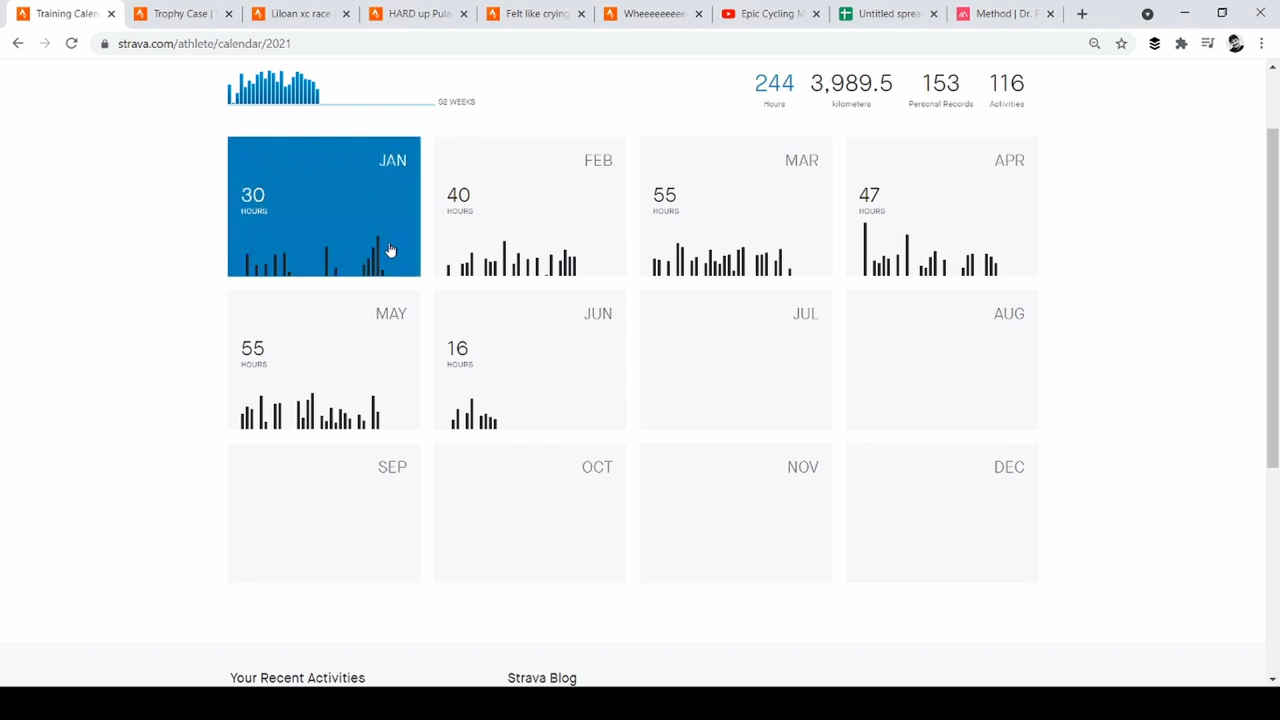 Training Calen
Trophy Case |
Liloan xc race
HARD up Pula
Felt like crying
Wheeeeeeeee
Epic Cycling M
Untitled sprea
Method | Dr.
strava.com/athlete/calendar/2021
52 WEEKS
244
Hours
3,989.5
kilometers
153
Personal Records
116
Activities
JAN
30
HOURS
FEB
40
HOURS
MAR
55
HOURS
APR
47
HOURS
MAY
55
HOURS
JUN
16
HOURS
JUL
AUG
SEP
OCT
NOV
DEC
Your Recent Activities
Strava Blog